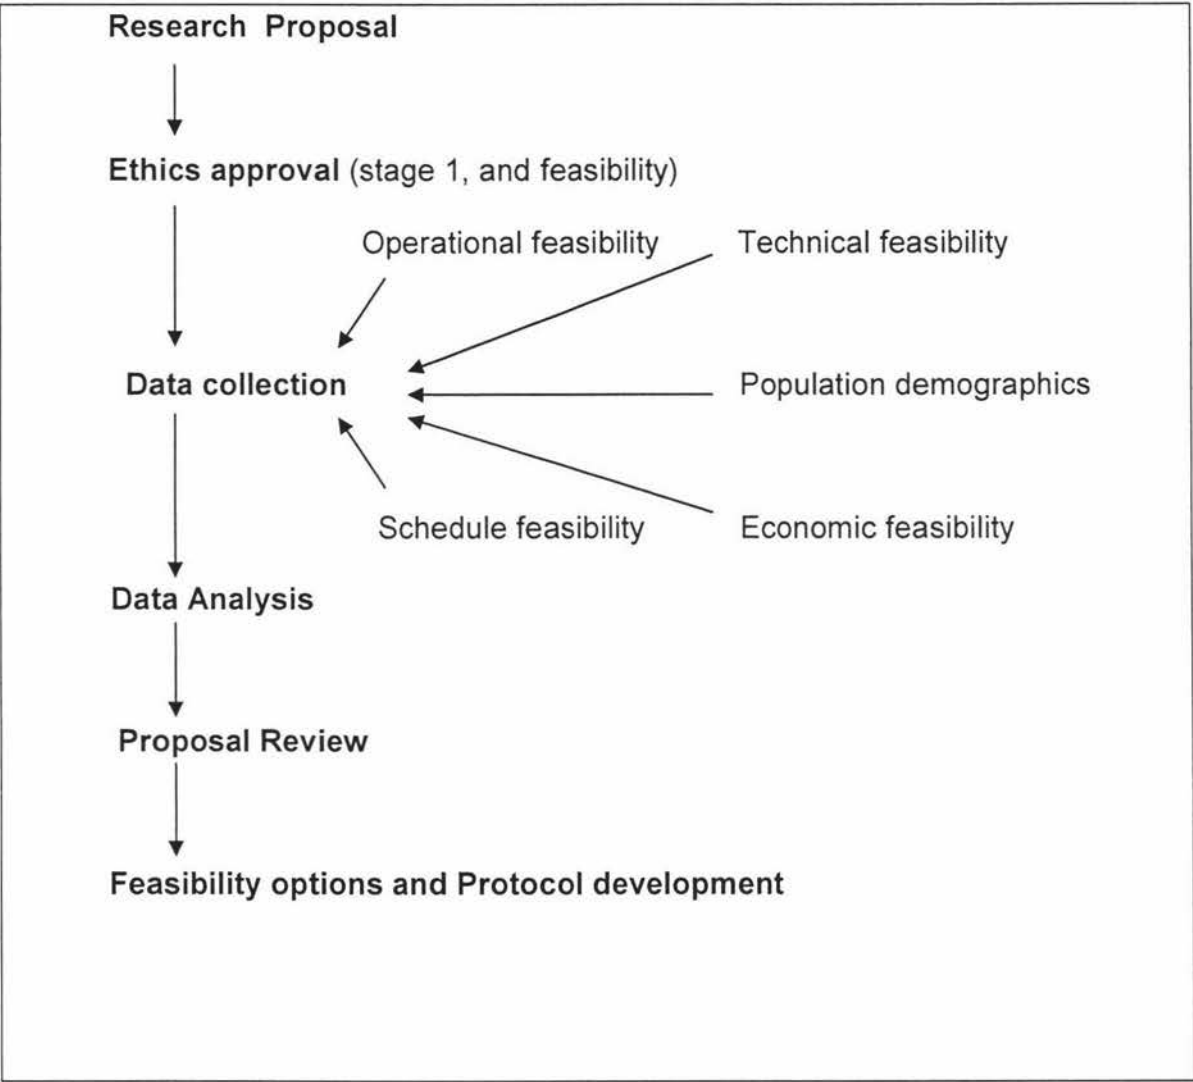 Research Proposal
Ethics approval (stage 1, and feasibility)
Operational feasibility
Technical feasibility
Data collection
Population demographics
Schedule feasibility
Economic feasibility
Data Analysis
Proposal Review
Feasibility options and Protocol development